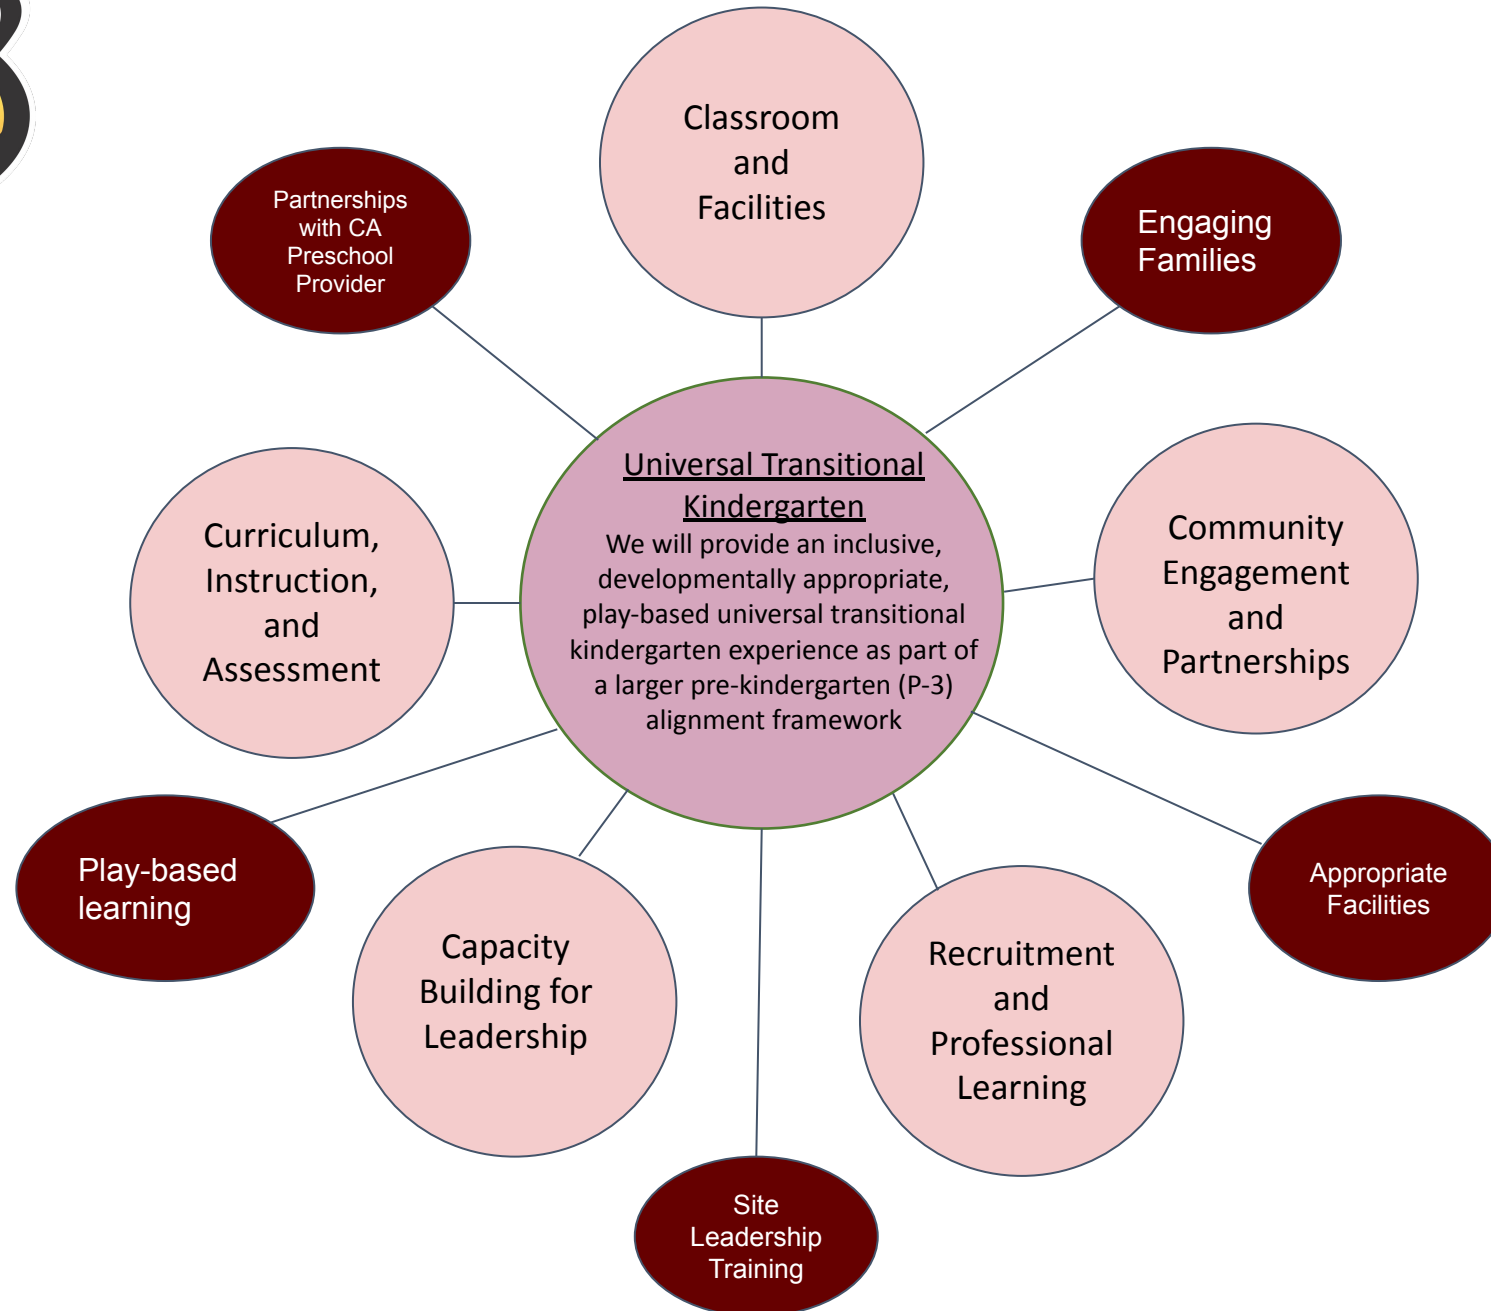 Classroom
and
Facilities
Partnerships
with CA
Preschool
Provider
Engaging
Families
Universal Transitional
Kindergarten
We will provide an inclusive,
developmentally appropriate,
play-based universal transitional
kindergarten experience as part of
a larger pre-kindergarten (P-3)
alignment framework
Curriculum,
Instruction,
and
Assessment
Community
Engagement
and
Partnerships
Play-based
learning
Appropriate
Facilities
Capacity
Building for
Leadership
Recruitment
and
Professional
Learning
Site
Leadership
Training